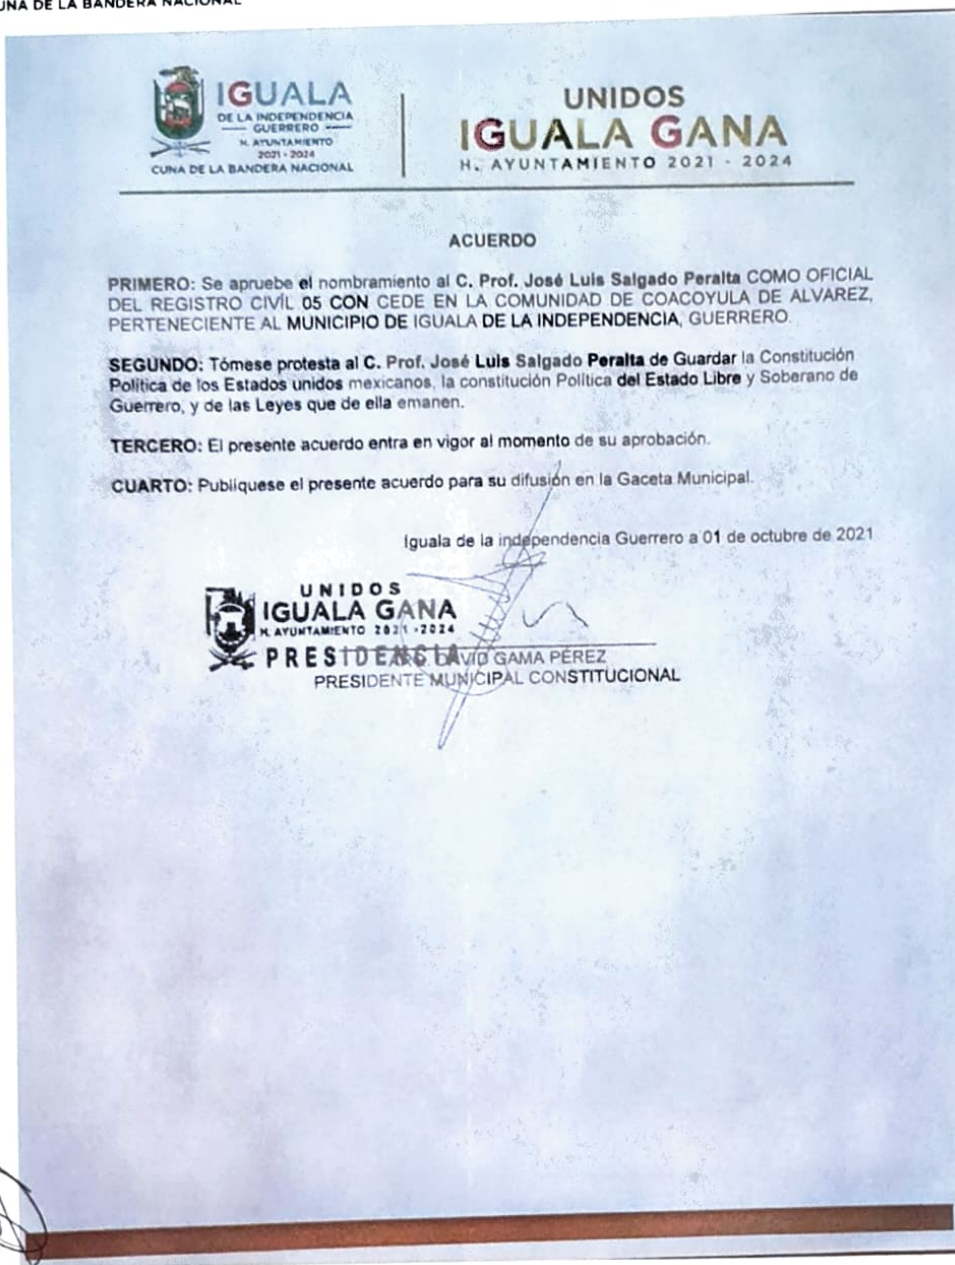 UNA DE LA BANDERA NACIONAL
IGUALA
DE LA INDEPENDENCIA
GUERRERO
H. AYUNTAMIENTO
2021 - 2024
CUNA DE LA BANDERA NACIONAL
UNIDOS
IGUALA GANA
H. AYUNTAMIENTO 2021 - 2024
ACUERDO
PRIMERO: Se apruebe el nombramiento al C. Prof. José Luis Salgado Peralta COMO OFICIAL
DEL REGISTRO CIVÍL 05 CON CEDE EN LA COMUNIDAD DE COACOYULA DE ALVAREZ,
PERTENECIENTE AL MUNICIPIO DE IGUALA DE LA INDEPENDENCIA, GUERRERO.
SEGUNDO: Tómese protesta al C. Prof. José Luis Salgado Peralta de Guardar la Constitución
Política de los Estados unidos mexicanos, la constitución Política del Estado Libre y Soberano de
Guerrero, y de las Leyes que de ella emanen.
TERCERO: El presente acuerdo entra en vigor al momento de su aprobación.
CUARTO: Publíquese el presente acuerdo para su difusión en la Gaceta Municipal.
Iguala de la independencia Guerrero a 01 de octubre de 2021
UNIDOS
IGUALA GANA
H. AYUNTAMIENTO 2021 - 2024
PRESIDENCIA
GAMA PÉREZ
PRESIDENTE MUNICIPAL CONSTITUCIONAL